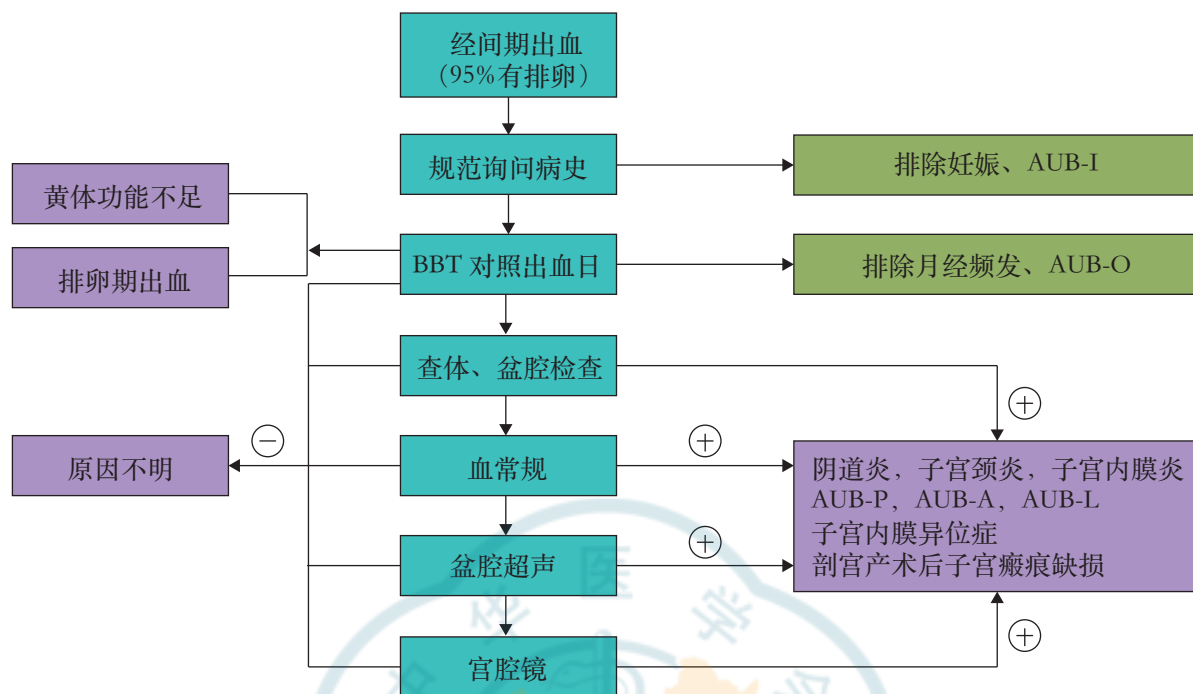 经间期出血
（95%有排卵）
规范询问病史
排除妊娠、AUB-I
黄体功能不足
排卵期出血
BBT 对照出血日
排除月经频发、AUB-O
查体、盆腔检查
+
原因不明
−
血常规
+
阴道炎，子宫颈炎，子宫内膜炎
AUB-P，AUB-A，AUB-L
子宫内膜异位症
剖宫产术后子宫瘢痕缺损
盆腔超声
+
宫腔镜
+
中华医学会